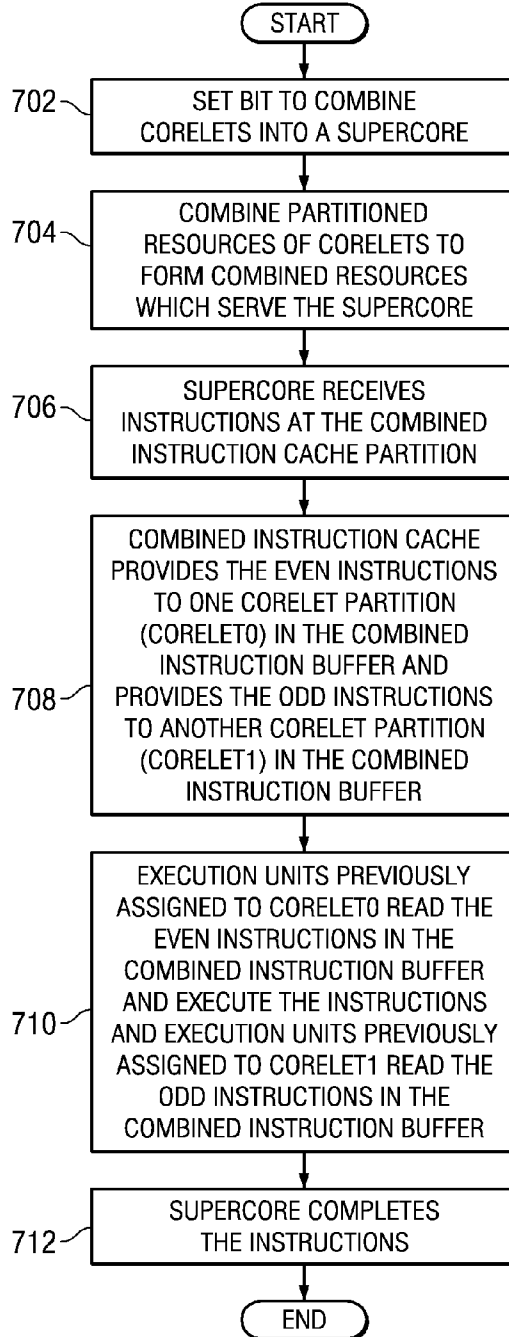 START
702
SET BIT TO COMBINE
CORELETS INTO A SUPERCORE
704
COMBINE PARTITIONED
RESOURCES OF CORELETS TO
FORM COMBINED RESOURCES
WHICH SERVE THE SUPERCORE
706
SUPERCORE RECEIVES
INSTRUCTIONS AT THE COMBINED
INSTRUCTION CACHE PARTITION
708
COMBINED INSTRUCTION CACHE
PROVIDES THE EVEN INSTRUCTIONS
TO ONE CORELET PARTITION
(CORELET0) IN THE COMBINED
INSTRUCTION BUFFER AND
PROVIDES THE ODD INSTRUCTIONS
TO ANOTHER CORELET PARTITION
(CORELET1) IN THE COMBINED
INSTRUCTION BUFFER
710
EXECUTION UNITS PREVIOUSLY
ASSIGNED TO CORELET0 READ THE
EVEN INSTRUCTIONS IN THE
COMBINED INSTRUCTION BUFFER
AND EXECUTE THE INSTRUCTIONS
AND EXECUTION UNITS PREVIOUSLY
ASSIGNED TO CORELET1 READ THE
ODD INSTRUCTIONS IN THE
COMBINED INSTRUCTION BUFFER
712
SUPERCORE COMPLETES
THE INSTRUCTIONS
END